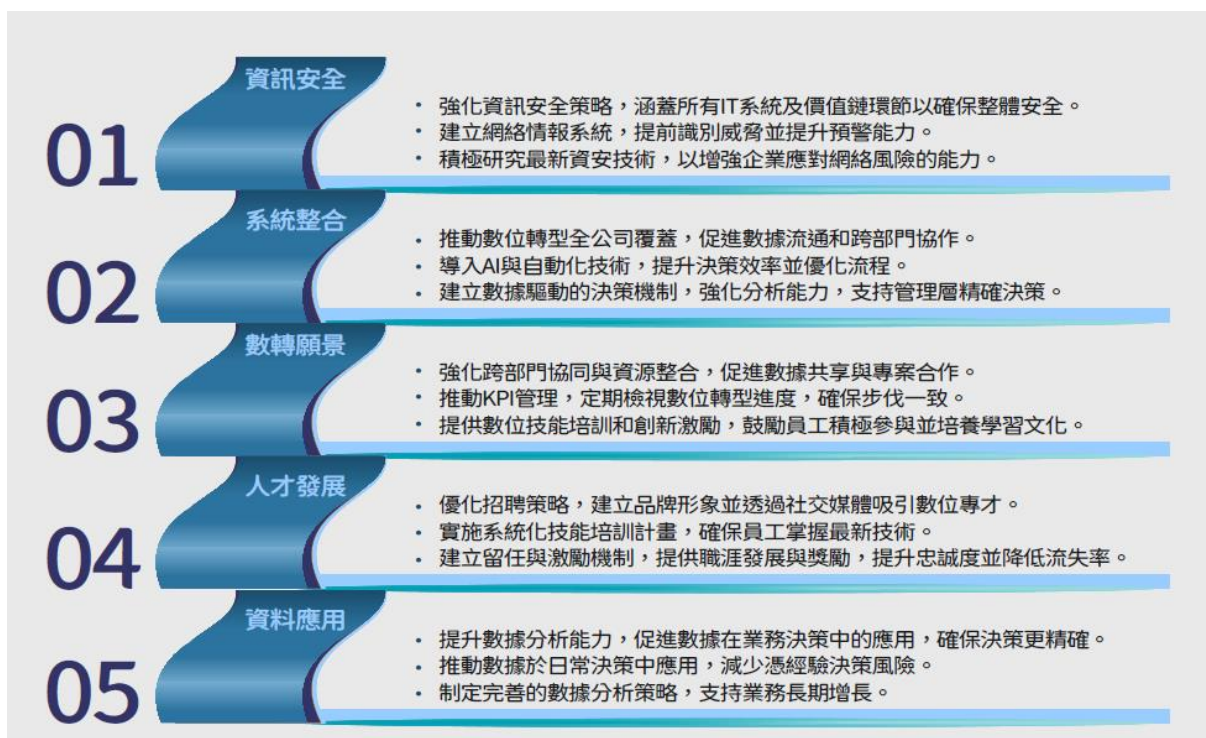 資訊安全
01
• 強化資訊安全策略，涵蓋所有IT系統及價值鏈環節以確保整體安全。
• 建立網絡情報系統，提前識別威脅並提升預警能力。
• 積極研究最新資安技術，以增強企業應對網絡風險的能力。
系統整合
02
• 推動數位轉型全公司覆蓋，促進數據流通和跨部門協作。
• 導入AI與自動化技術，提升決策效率並優化流程。
• 建立數據驅動的決策機制，強化分析能力，支持管理層精確決策。
數轉願景
03
• 強化跨部門協同與資源整合，促進數據共享與專案合作。
• 推動KPI管理，定期檢視數位轉型進度，確保步伐一致。
• 提供數位技能培訓和創新激勵，鼓勵員工積極參與並培養學習文化。
人才發展
04
• 優化招聘策略，建立品牌形象並透過社交媒體吸引數位專才。
• 實施系統化技能培訓計畫，確保員工掌握最新技術。
• 建立留任與激勵機制，提供職涯發展與獎勵，提升忠誠度並降低流失率。
資料應用
05
• 提升數據分析能力，促進數據在業務決策中的應用，確保決策更精確。
• 推動數據於日常決策中應用，減少憑經驗決策風險。
• 制定完善的數據分析策略，支持業務長期增長。